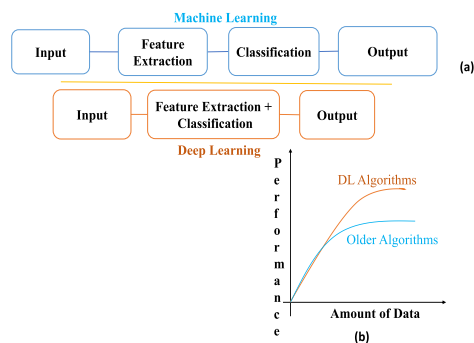 Machine Learning
Input
Feature
Extraction
Classification
Output
(a)
Input
Feature Extraction +
Classification
Output
Deep Learning
Performance
DL Algorithms
Older Algorithms
Amount of Data
(b)